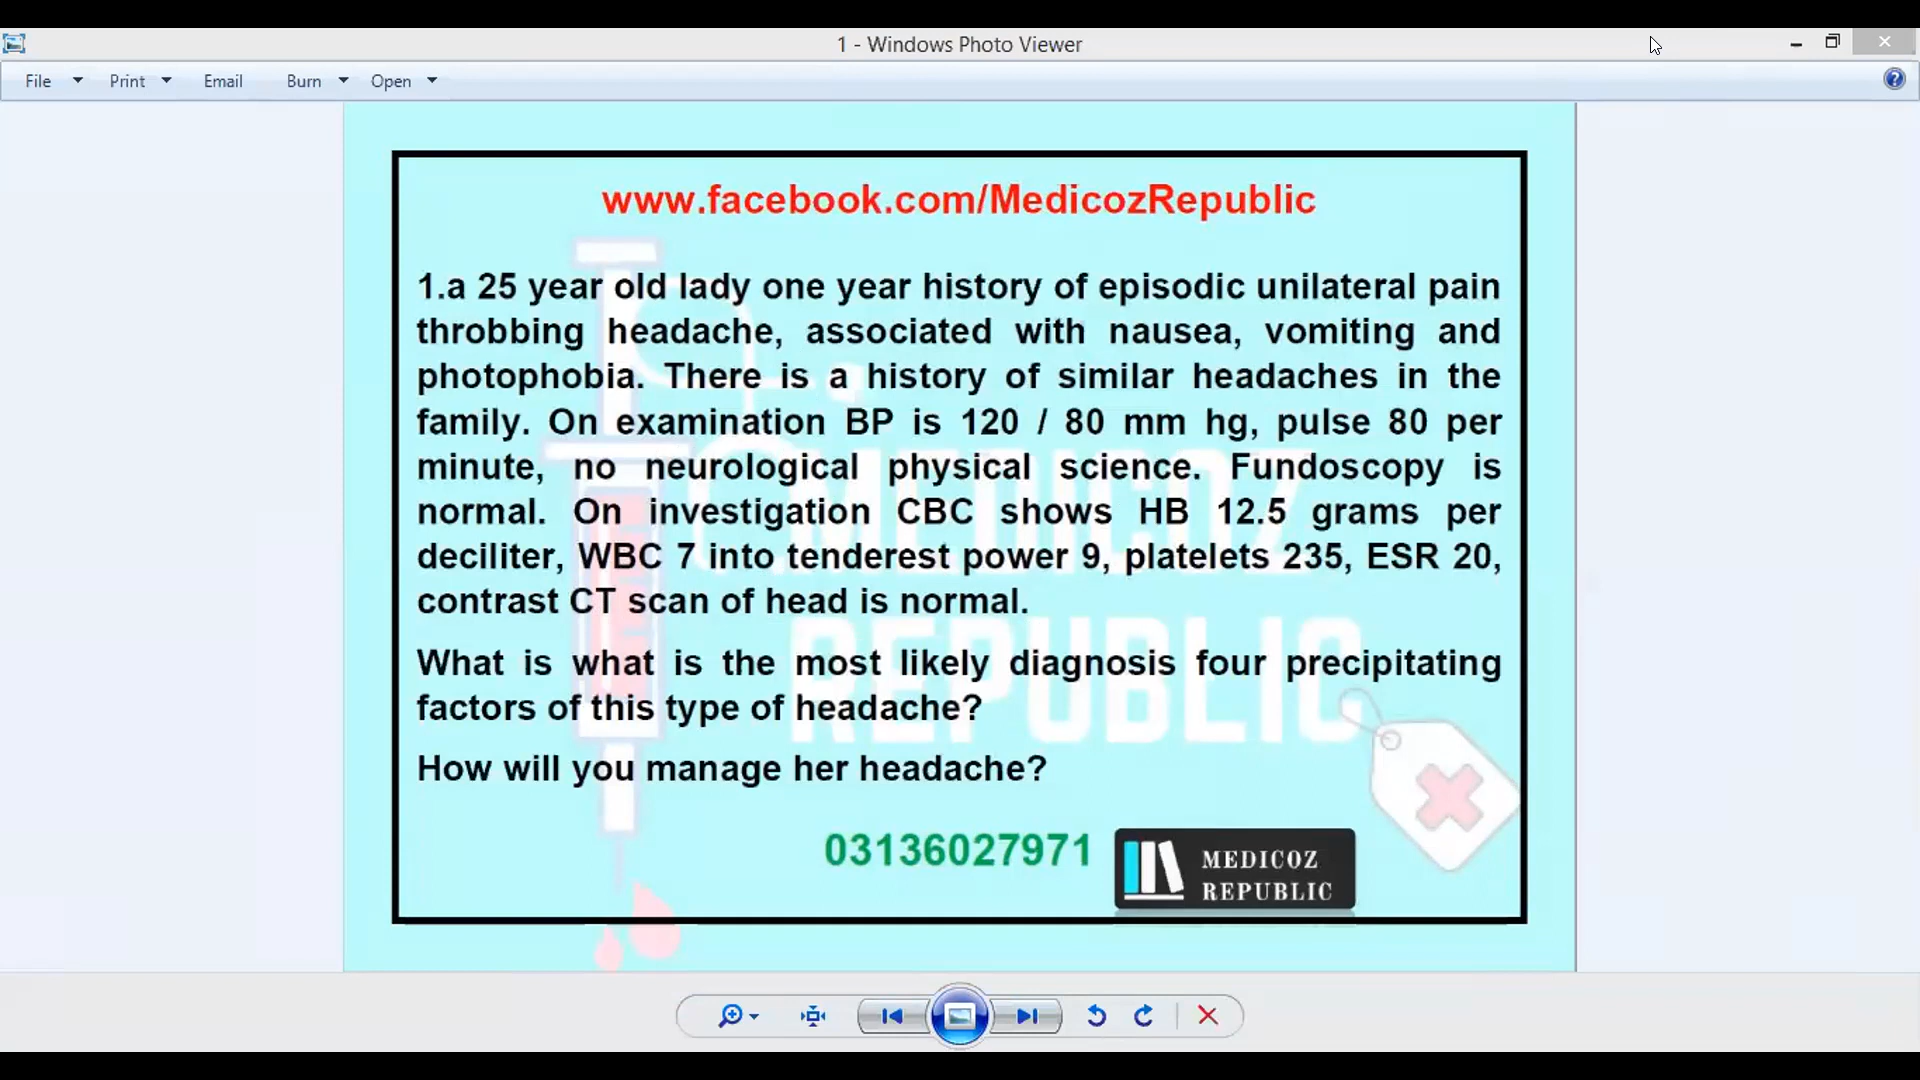 1 - Windows Photo Viewer
File Print Email Burn Open
www.facebook.com/MedicozRepublic
1.a 25 year old lady one year history of episodic unilateral pain
throbbing headache, associated with nausea, vomiting and
photophobia. There is a history of similar headaches in the
family. On examination BP is 120 / 80 mm hg, pulse 80 per
minute, no neurological physical science. Fundoscopy is
normal. On investigation CBC shows HB 12.5 grams per
deciliter, WBC 7 into tenderest power 9, platelets 235, ESR 20,
contrast CT scan of head is normal.
What is what is the most likely diagnosis four precipitating
factors of this type of headache?
How will you manage her headache?
03136027971
MEDICOZ
REPUBLIC
MEDICOZ
REPUBLIC